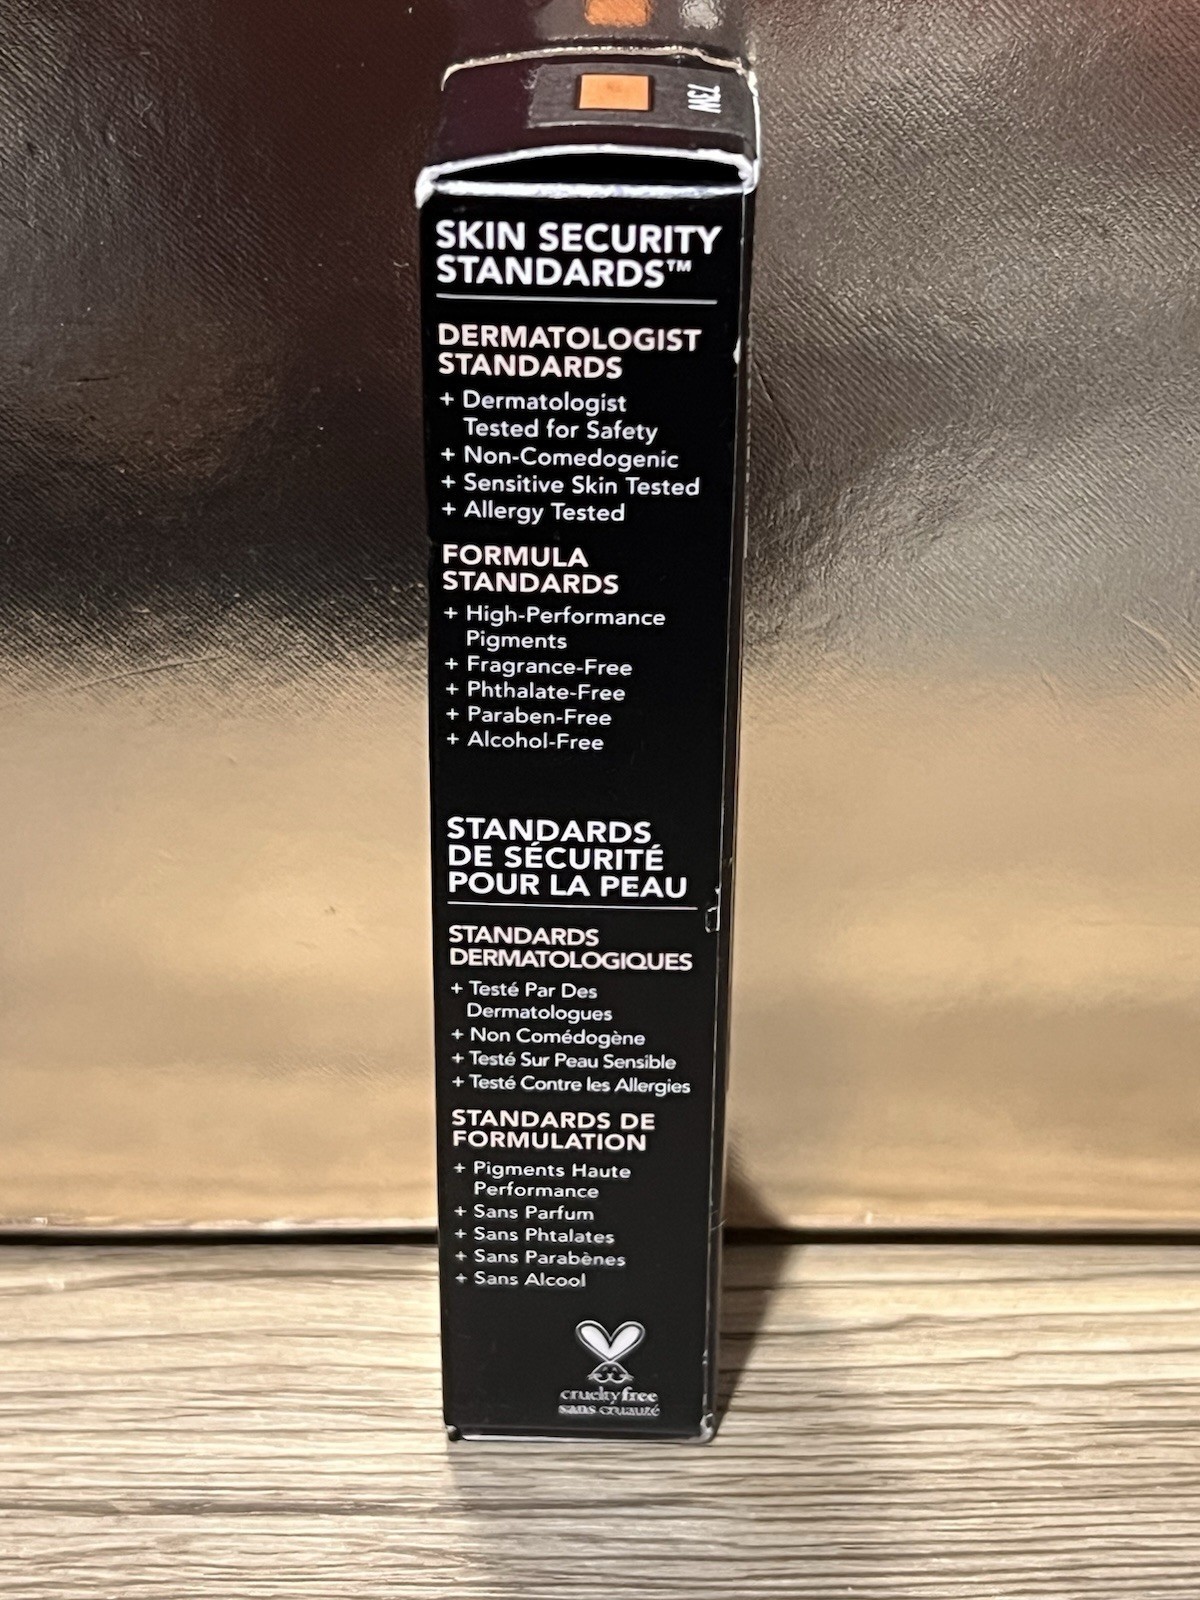 73W
SKIN SECURITY
STANDARDS™
DERMATOLOGIST
STANDARDS
+ Dermatologist
Tested for Safety
+ Non-Comedogenic
+ Sensitive Skin Tested
+ Allergy Tested
FORMULA
STANDARDS
+ High-Performance
Pigments
+ Fragrance-Free
+ Phthalate-Free
+ Paraben-Free
+ Alcohol-Free
STANDARDS
DE SÉCURITÉ
POUR LA PEAU
STANDARDS
DERMATOLOGIQUES
+ Testé Par Des
Dermatologues
+ Non Comédogène
+ Testé Sur Peau Sensible
+ Testé Contre les Allergies
STANDARDS DE
FORMULATION
+ Pigments Haute
Performance
+ Sans Parfum
+ Sans Phtalates
+ Sans Parabènes
+ Sans Alcool
cruelty free
sans cruauté